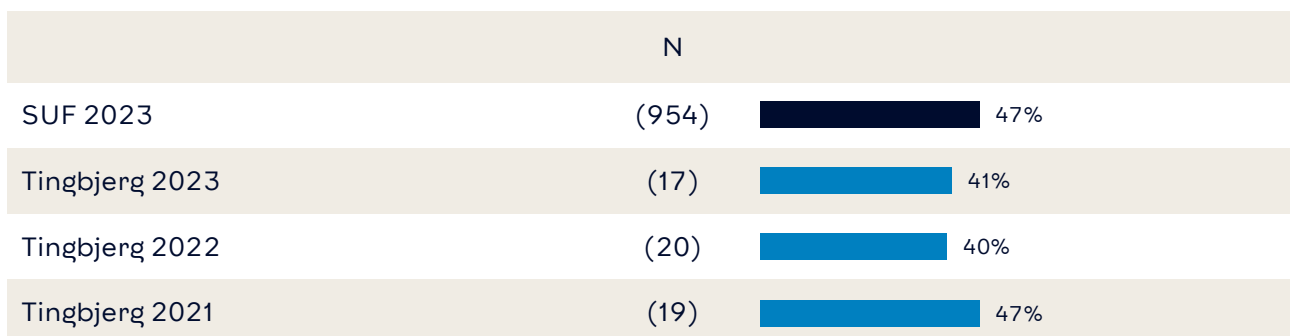 N
SUF 2023 (954) 47%
Tingbjerg 2023 (17) 41%
Tingbjerg 2022 (20) 40%
Tingbjerg 2021 (19) 47%